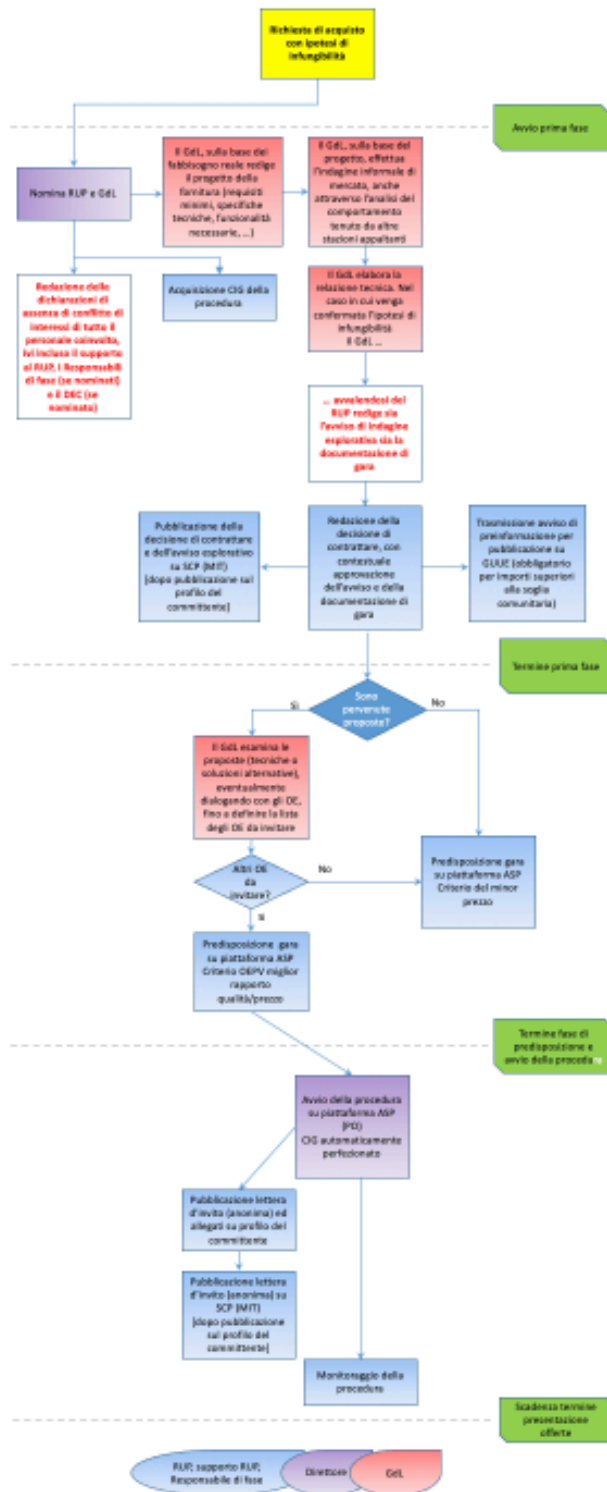 Richiesta di acquisto
con ipotesi di
infungibilità
Avvio prima fase
Nomina RUP e GdL
Il GdL, sulla base dei
fabbisogno reale redige
il progetto della
fornitura (requisiti
minimi, specifiche
tecniche, funzionalità
necessarie, ...)
Il GdL, sulla base del
progetto, effettua
l'indagine informale di
mercato, anche
attraverso l'analisi del
comportamento
tenuto da altre
stazioni appaltanti
Redazione delle
dichiarazioni di
assenza di conflitto di
interessi di tutto il
personale coinvolto,
ivi incluso il supporto
al RUP, i Responsabili
di fase (se nominati)
e il DEC (se
nominato)
Acquisizione CIG della
procedura
Il GdL elabora la
relazione tecnica. Nel
caso in cui venga
confermata l'ipotesi di
infungibilità
Il GdL ...
... avvalendosi del
RUP redige sia
l'avviso di indagine
esplorativa sia la
documentazione di
gara
Pubblicazione della
decisione di contrattare
e dell'avviso esplorativo
su SCP (MIT)
[dopo pubblicazione sul
profilo del
committente]
Redazione della
decisione di
contrattare, con
contestuale
approvazione
dell'avviso e della
documentazione di
gara
Trasmissione avviso di
preinformazione per
pubblicazione su
GUUE (obbligatorio
per importi superiori
alla soglia
comunitaria)
Termine prima fase
Sono
pervenute
proposte?
Si
No
Il GdL esamina le
proposte (tecniche o
soluzioni alternative),
eventualmente
dialogando con gli OE,
fino a definire la lista
degli OE da invitare
Altri OE
da
invitare?
No
Si
Predisposizione gara
su piattaforma ASP
Criterio del minor
prezzo
Predisposizione gara
su piattaforma ASP
Criterio OEPV miglior
rapporto
qualità/prezzo
Termine fase di
predisposizione e
avvio della procedura
Avvio della procedura
su piattaforma ASP
(PO)
CIG automaticamente
perfezionato
Pubblicazione lettera
d'invito (anonima) ed
allegati su profilo del
committente
Pubblicazione lettera
d'invito (anonima) su
SCP (MIT)
[dopo pubblicazione
sul profilo del
committente]
Monitoraggio della
procedura
Scadenza termine
presentazione
offerte
RUP, supporto RUP,
Responsabile di fase
Direttore
GdL